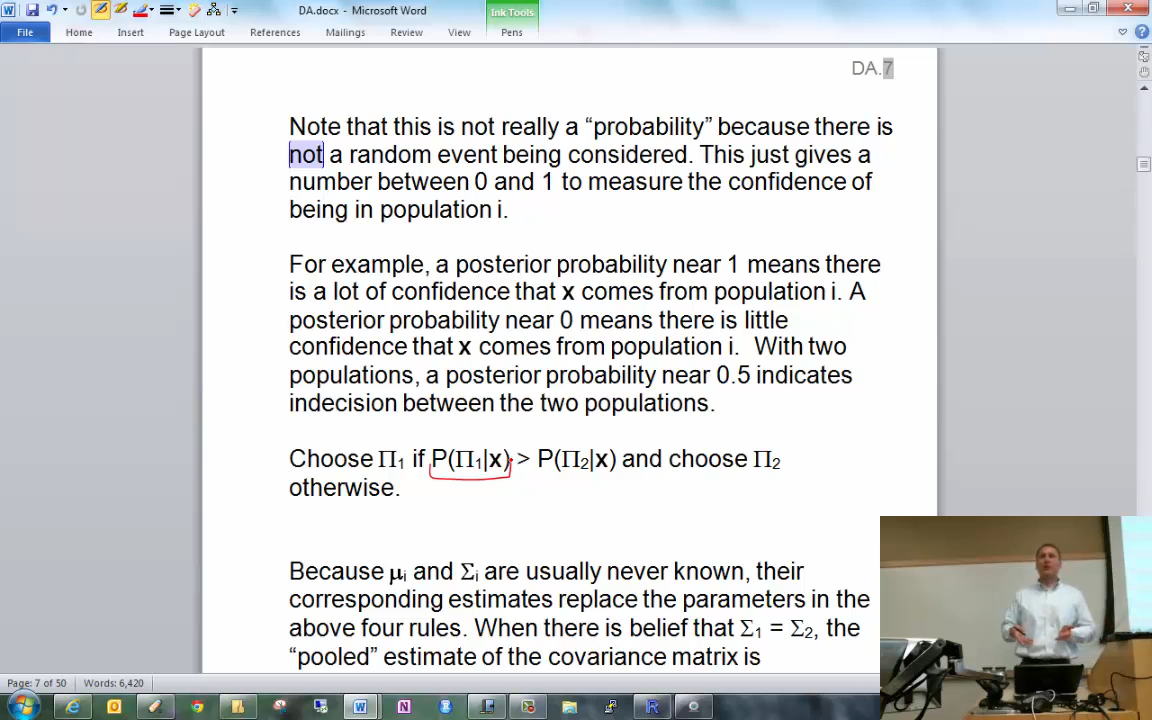 DA.docx - Microsoft Word
Ink Tools
File Home Insert Page Layout References Mailings Review View Pens
DA.7
Note that this is not really a “probability” because there is
not a random event being considered. This just gives a
number between 0 and 1 to measure the confidence of
being in population i.
For example, a posterior probability near 1 means there
is a lot of confidence that x comes from population i. A
posterior probability near 0 means there is little
confidence that x comes from population i. With two
populations, a posterior probability near 0.5 indicates
indecision between the two populations.
Choose Π₁ if P(Π₁|x) > P(Π₂|x) and choose Π₂
otherwise.
Because μᵢ and Σᵢ are usually never known, their
corresponding estimates replace the parameters in the
above four rules. When there is belief that Σ₁ = Σ₂, the
“pooled” estimate of the covariance matrix is
Page: 7 of 50 Words: 6,420